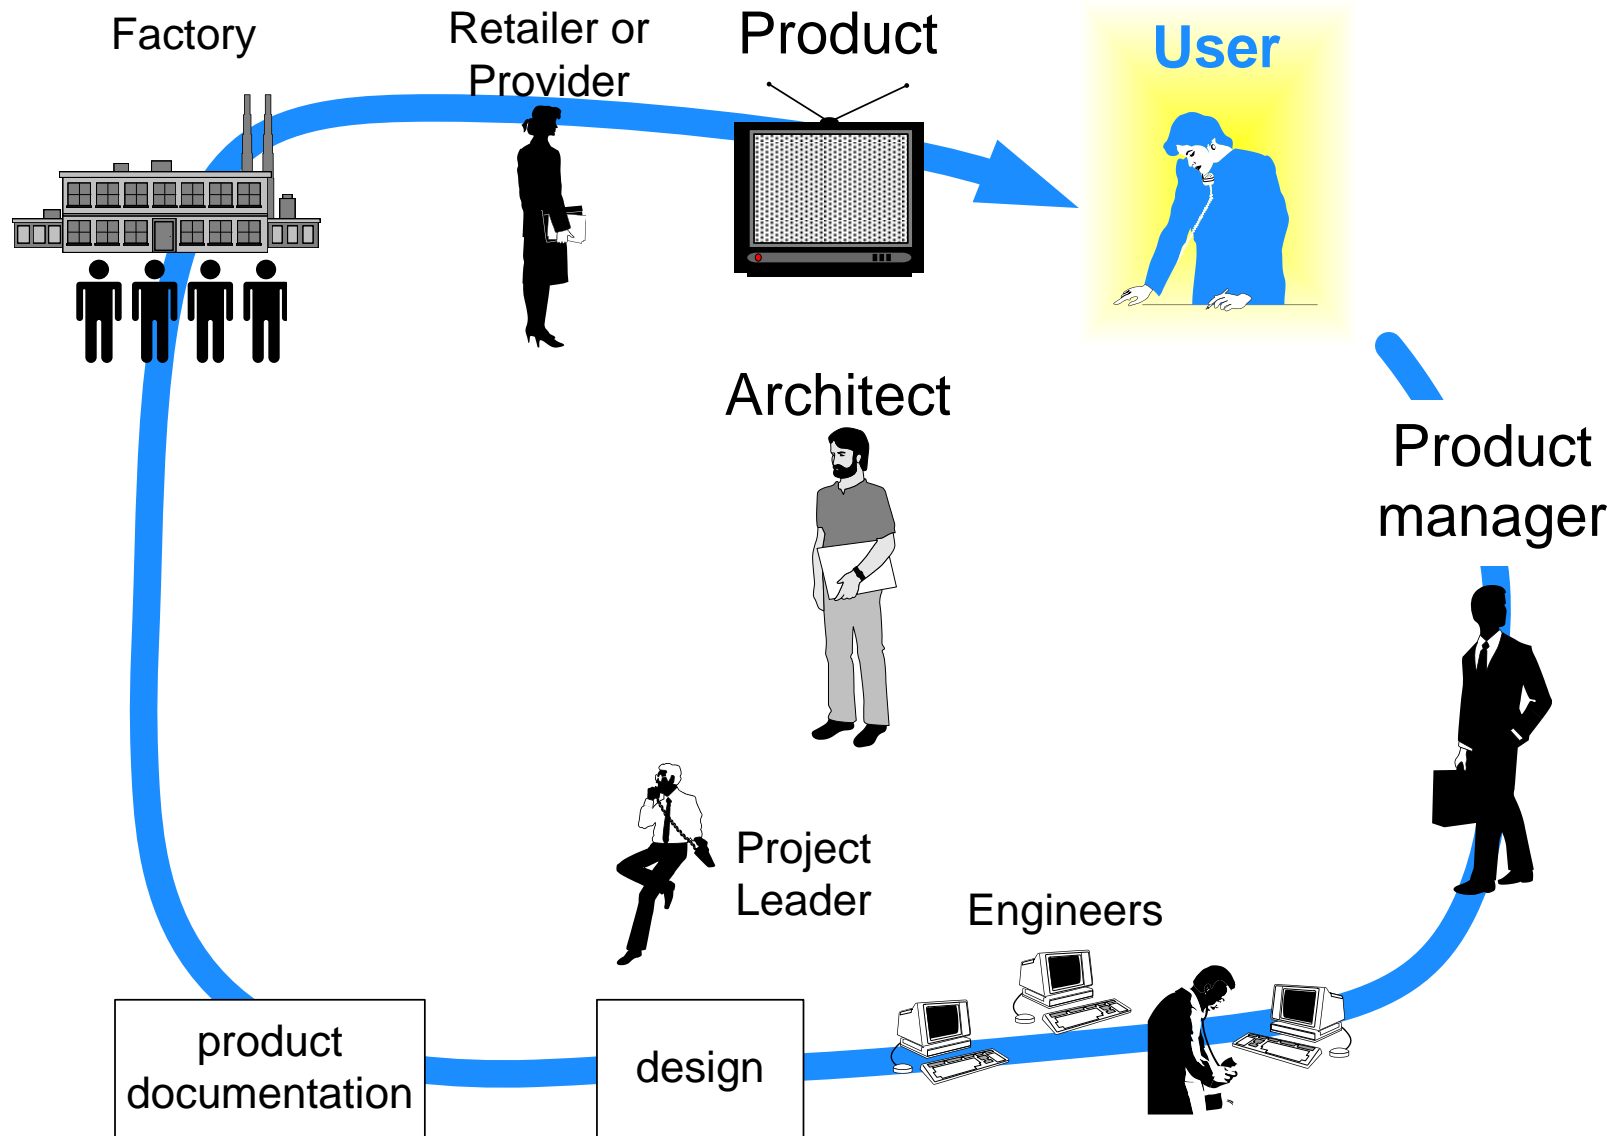 Factory
Retailer or
Provider
Product
User
Architect
Product
manager
Project
Leader
Engineers
product
documentation
design